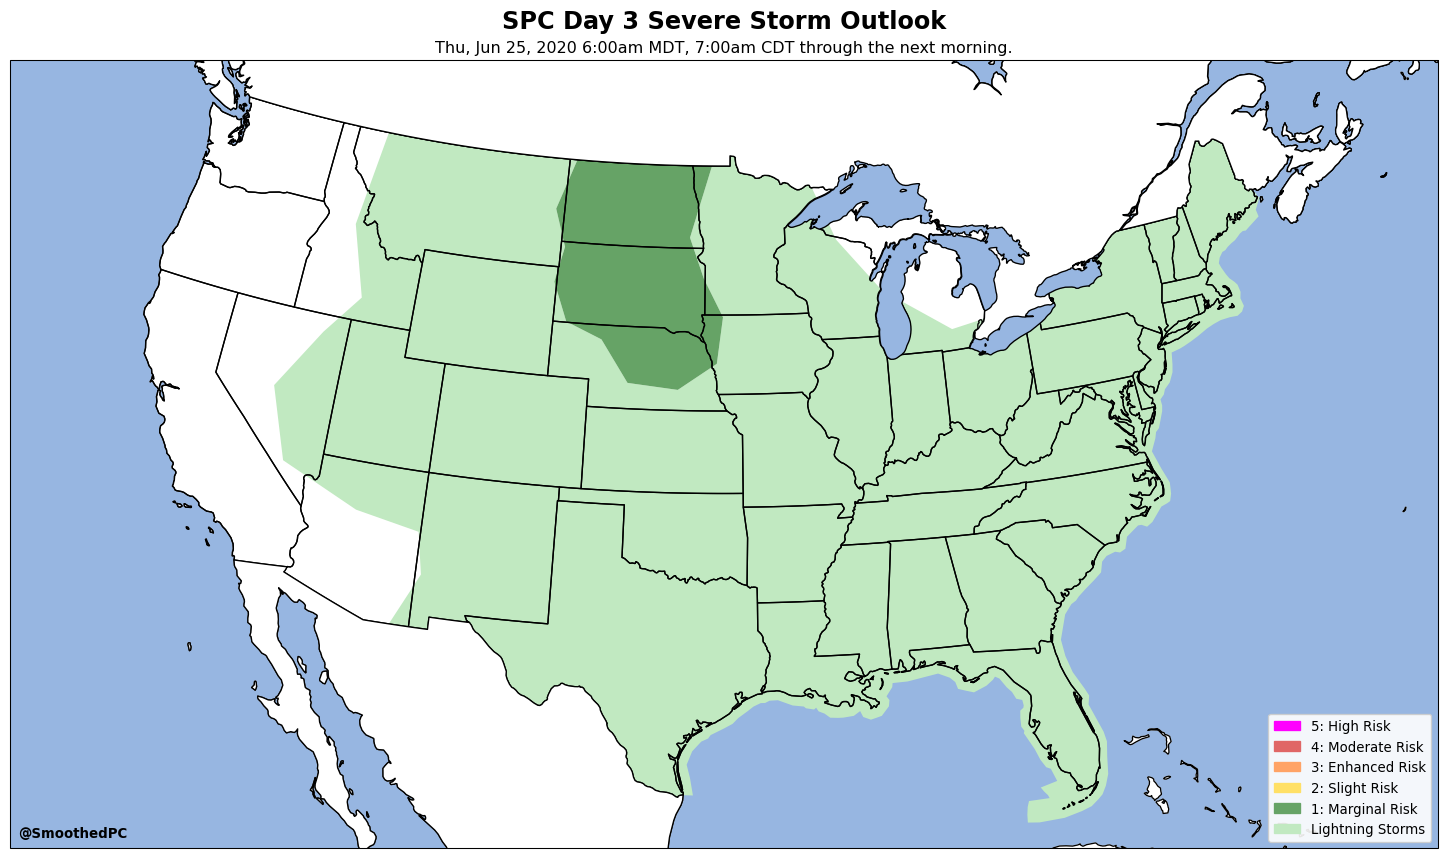 SPC Day 3 Severe Storm Outlook
Thu, Jun 25, 2020 6:00am MDT, 7:00am CDT through the next morning.
5: High Risk
4: Moderate Risk
3: Enhanced Risk
2: Slight Risk
1: Marginal Risk
Lightning Storms
@SmoothedPC